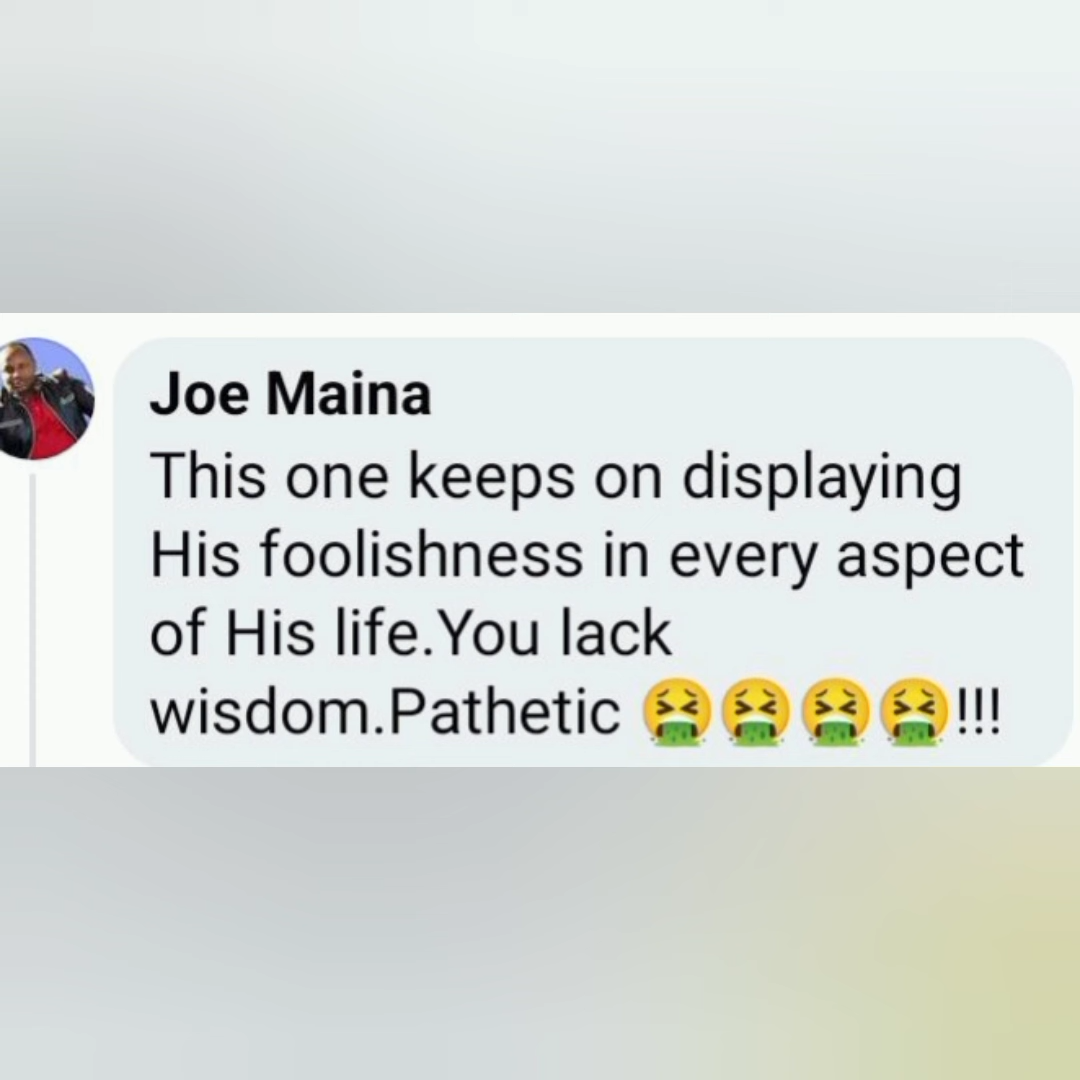 Joe Maina
This one keeps on displaying
His foolishness in every aspect
of His life.You lack
wisdom.Pathetic 🤮🤮🤮🤮!!!